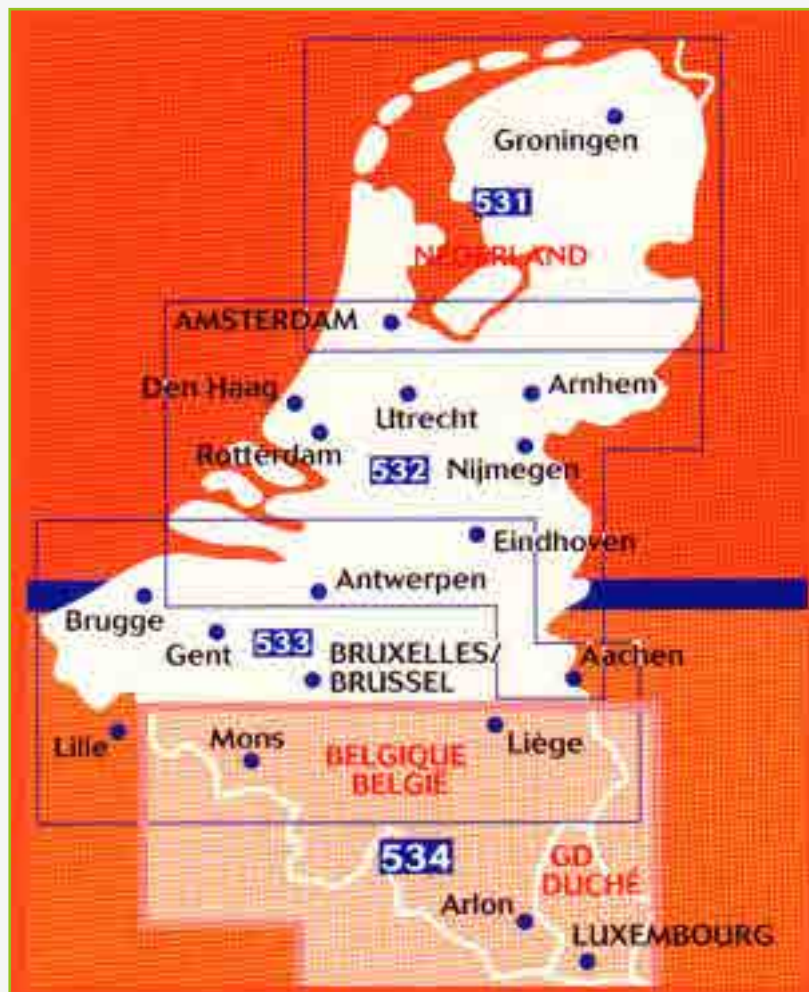 Groningen
531
NEDERLAND
AMSTERDAM
Den Haag
Utrecht
Arnhem
Rotterdam
532
Nijmegen
Eindhoven
Antwerpen
Brugge
Gent
533
BRUXELLES/
BRUSSEL
Aachen
Lille
Mons
BELGIQUE
BELGIË
Liège
534
GD
DUCHÉ
Arlon
LUXEMBOURG